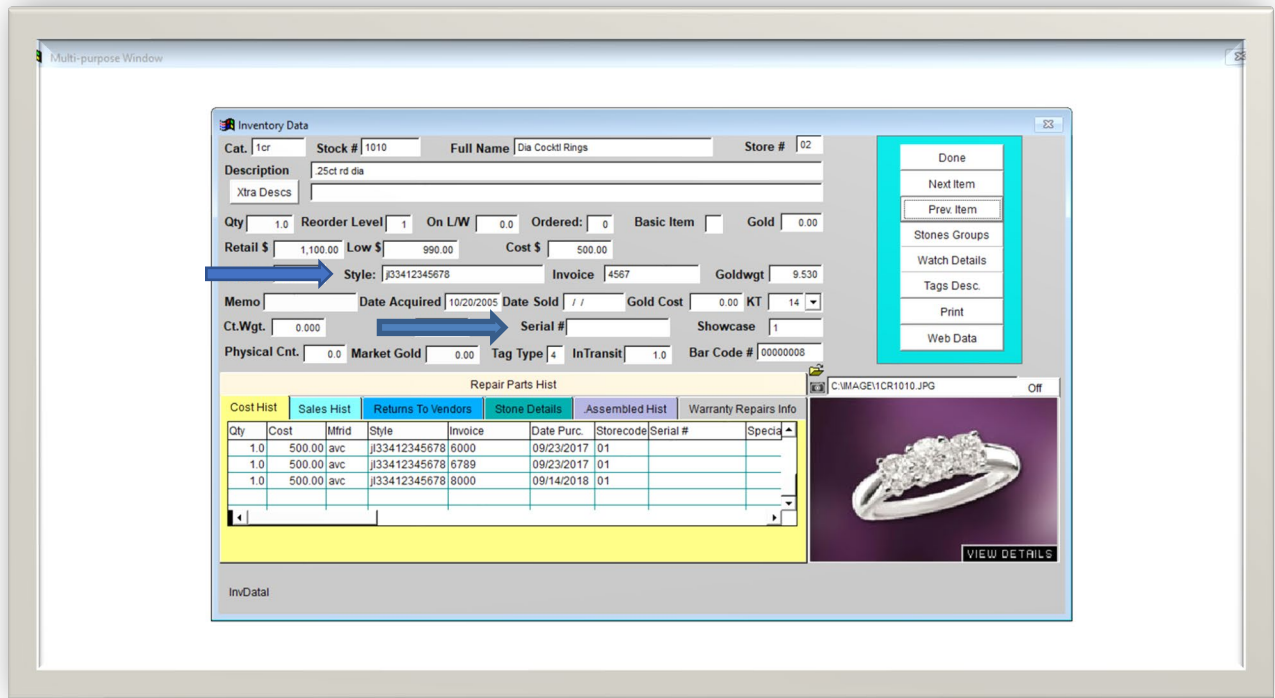 Multi-purpose Window
Inventory Data
Cat. 1cr Stock # 1010 Full Name Dia Cocktl Rings Store # 02
Description .25ct rd dia
Xtra Descs
Qty 1.0 Reorder Level 1 On L/W 0.0 Ordered: 0 Basic Item Gold 0.00
Retail $ 1,100.00 Low $ 990.00 Cost $ 500.00
Style: jl33412345678 Invoice 4567 Goldwgt 9.530
Memo Date Acquired 10/20/2005 Date Sold / / Gold Cost 0.00 KT 14
Ct.Wgt. 0.000 Serial # Showcase 1
Physical Cnt. 0.0 Market Gold 0.00 Tag Type 4 InTransit 1.0 Bar Code # 00000008
Done
Next Item
Prev. Item
Stones Groups
Watch Details
Tags Desc.
Print
Web Data
Repair Parts Hist
C:\IMAGE\1CR1010.JPG Off
Cost Hist Sales Hist Returns To Vendors Stone Details .Assembled Hist Warranty Repairs Info
Qty Cost Mfrid Style Invoice Date Purc. Storecode Serial # Specia
1.0 500.00 avc jl33412345678 6000 09/23/2017 01
1.0 500.00 avc jl33412345678 6789 09/23/2017 01
1.0 500.00 avc jl33412345678 8000 09/14/2018 01
VIEW DETAILS
InvDataI